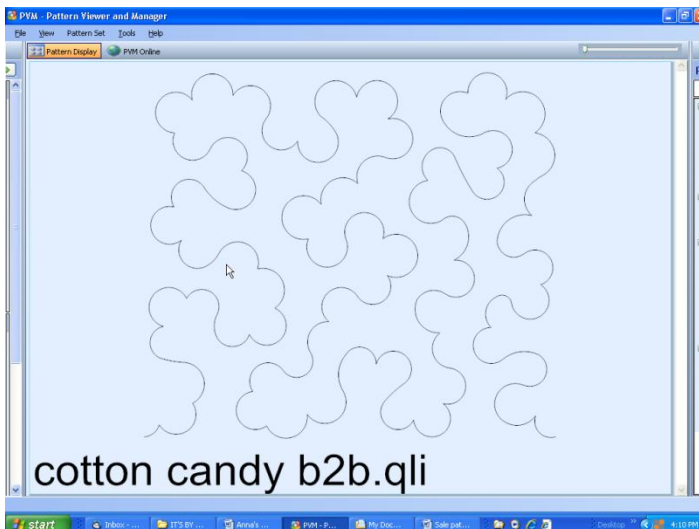 PVM - Pattern Viewer and Manager
File View Pattern Set Tools Help
Pattern Display PVM Online
cotton candy b2b.qli
start Inbox - ... IT'S BY ... Anna's ... PVM - P... My Doc... Sale pat... Desktop 4:10 PM